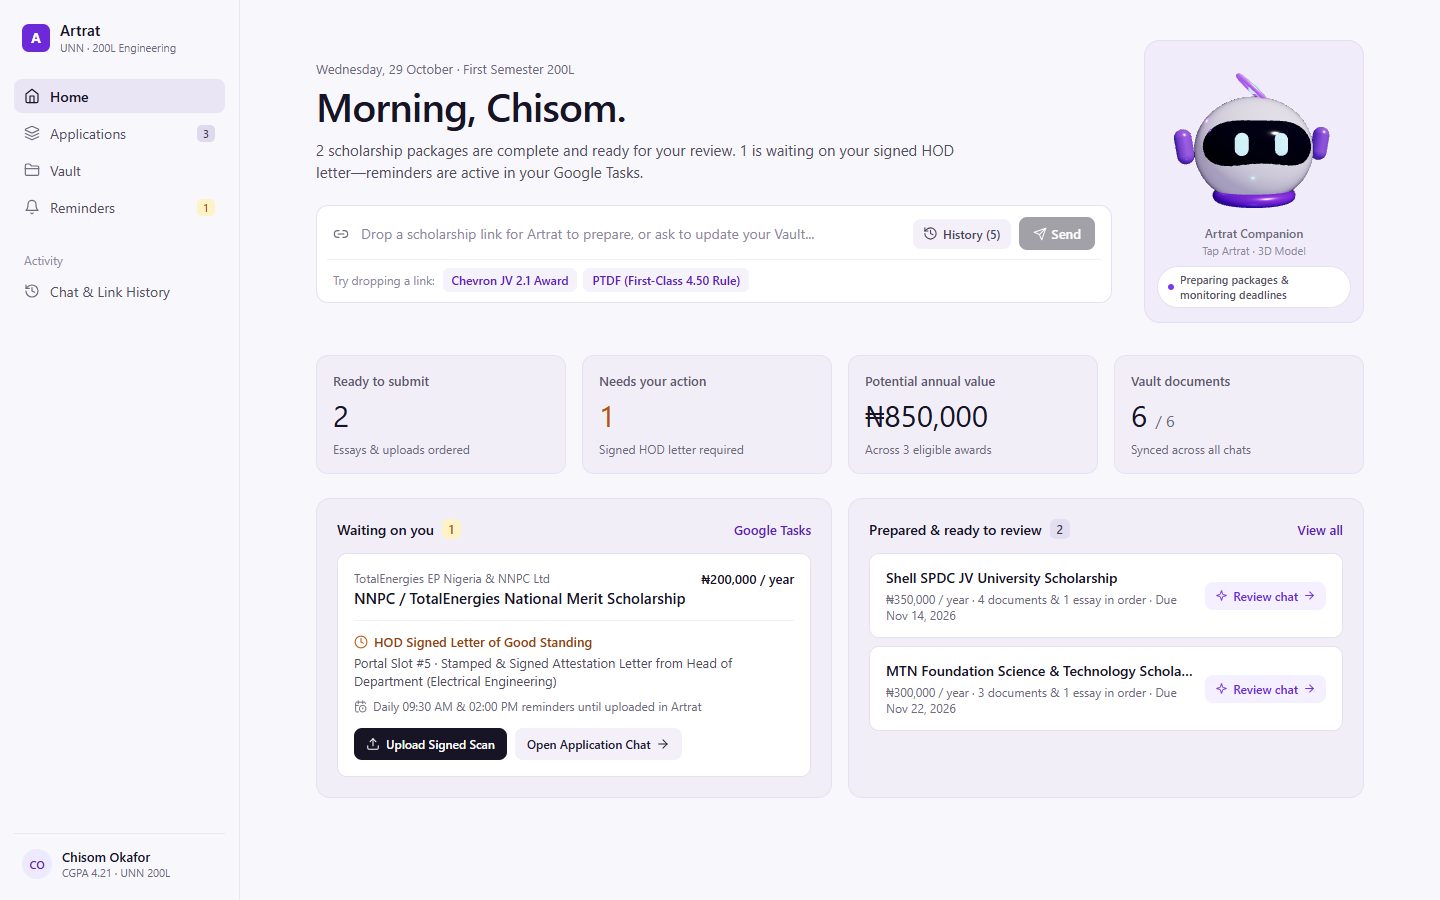 A
Artrat
UNN · 200L Engineering
Home
Applications
3
Vault
Reminders
1
Activity
Chat & Link History
CO
Chisom Okafor
CGPA 4.21 · UNN 200L
Wednesday, 29 October · First Semester 200L
Morning, Chisom.
2 scholarship packages are complete and ready for your review. 1 is waiting on your signed HOD
letter—reminders are active in your Google Tasks.
Drop a scholarship link for Artrat to prepare, or ask to update your Vault...
History (5)
Send
Try dropping a link:
Chevron JV 2.1 Award
PTDF (First-Class 4.50 Rule)
Artrat Companion
Tap Artrat · 3D Model
Preparing packages &
monitoring deadlines
Ready to submit
2
Essays & uploads ordered
Needs your action
1
Signed HOD letter required
Potential annual value
₦850,000
Across 3 eligible awards
Vault documents
6 / 6
Synced across all chats
Waiting on you
1
Google Tasks
TotalEnergies EP Nigeria & NNPC Ltd
₦200,000 / year
NNPC / TotalEnergies National Merit Scholarship
HOD Signed Letter of Good Standing
Portal Slot #5 · Stamped & Signed Attestation Letter from Head of
Department (Electrical Engineering)
Daily 09:30 AM & 02:00 PM reminders until uploaded in Artrat
Upload Signed Scan
Open Application Chat
Prepared & ready to review
2
View all
Shell SPDC JV University Scholarship
₦350,000 / year · 4 documents & 1 essay in order · Due
Nov 14, 2026
Review chat
MTN Foundation Science & Technology Schola...
₦300,000 / year · 3 documents & 1 essay in order · Due
Nov 22, 2026
Review chat